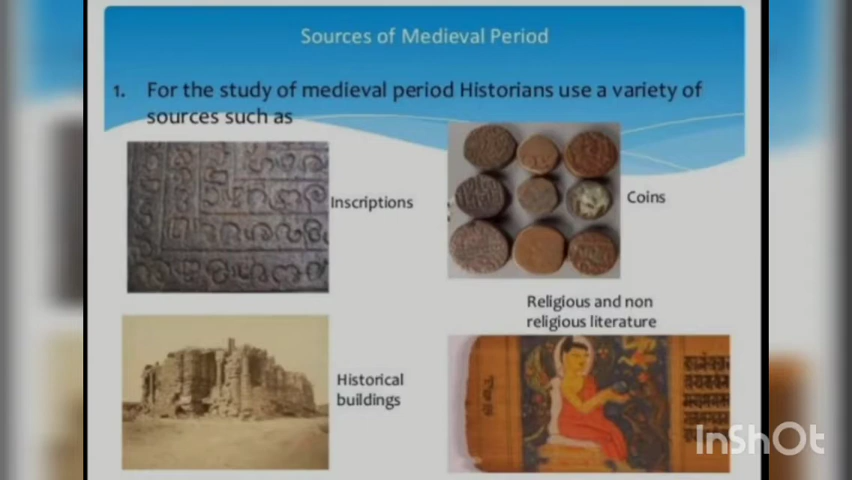 Sources of Medieval Period
1. For the study of medieval period Historians use a variety of
sources such as
Inscriptions
Coins
Religious and non
religious literature
Historical
buildings
InShOt